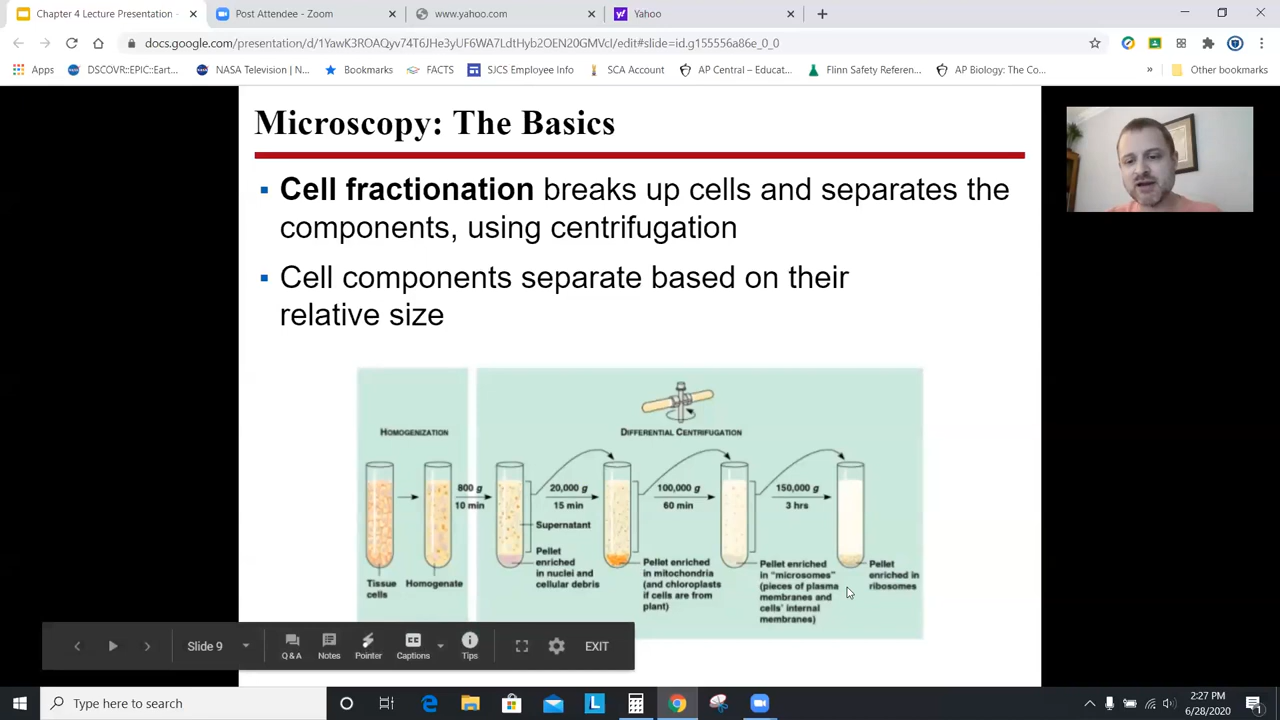 Chapter 4 Lecture Presentation -
Post Attendee - Zoom
www.yahoo.com
Yahoo
docs.google.com/presentation/d/1YawK3ROAQyv74TGHe3JUF6WA7LdtHyb2OEN20GMVcI/edit#slide=id.g155556a86e_0_0
Apps
DSCOVR::EPIC::Eart...
NASA Television | N...
Bookmarks
FACTS
SJCS Employee Info
SCA Account
AP Central – Educat...
Flinn Safety Referen...
AP Biology: The Co...
»
Other bookmarks
Microscopy: The Basics
▪ Cell fractionation breaks up cells and separates the
components, using centrifugation
▪ Cell components separate based on their
relative size
HOMOGENIZATION
DIFFERENTIAL CENTRIFUGATION
800 g
10 min
20,000 g
15 min
100,000 g
60 min
150,000 g
3 hrs
Tissue
cells
Homogenate
Supernatant
Pellet
enriched
in nuclei and
cellular debris
Pellet enriched
in mitochondria
(and chloroplasts
if cells are from
plant)
Pellet enriched
in "microsomes"
(pieces of plasma
membranes and
cells' internal
membranes)
Pellet
enriched in
ribosomes
Slide 9
Q & A
Notes
Pointer
CC
Captions
Tips
EXIT
Type here to search
2:27 PM
6/28/2020